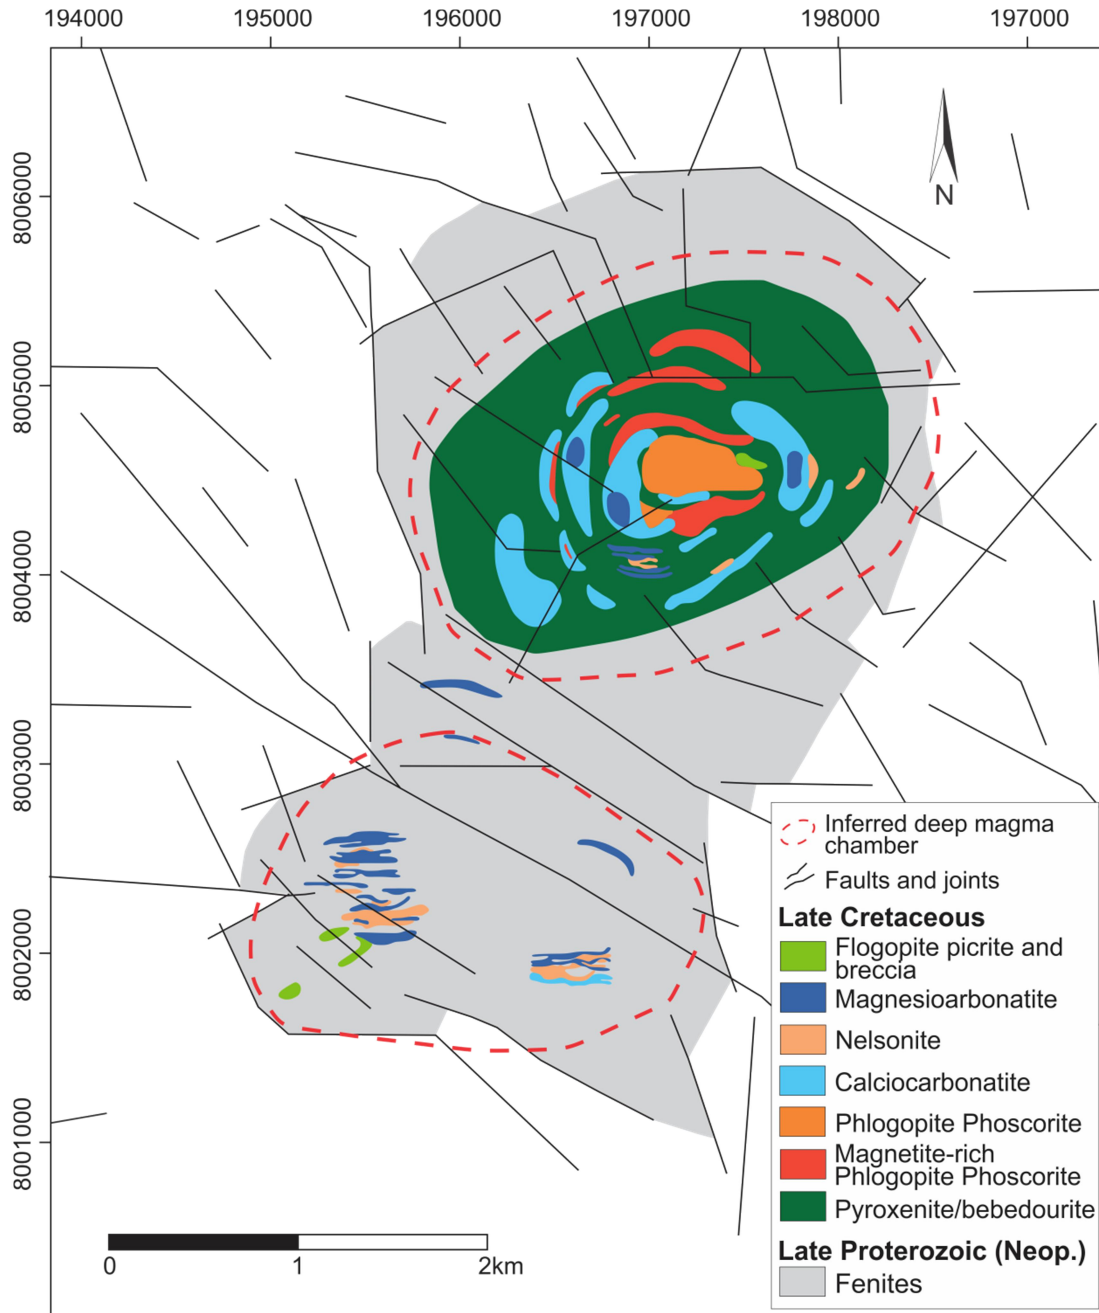 194000 195000 196000 197000 198000 197000
8006000
8005000
8004000
8003000
8002000
8001000
N
Inferred deep magma
chamber
Faults and joints
Late Cretaceous
Flogopite picrite and
breccia
Magnesioarbonatite
Nelsonite
Calciocarbonatite
Phlogopite Phoscorite
Magnetite-rich
Phlogopite Phoscorite
Pyroxenite/bebedourite
Late Proterozoic (Neop.)
Fenites
0 1 2km